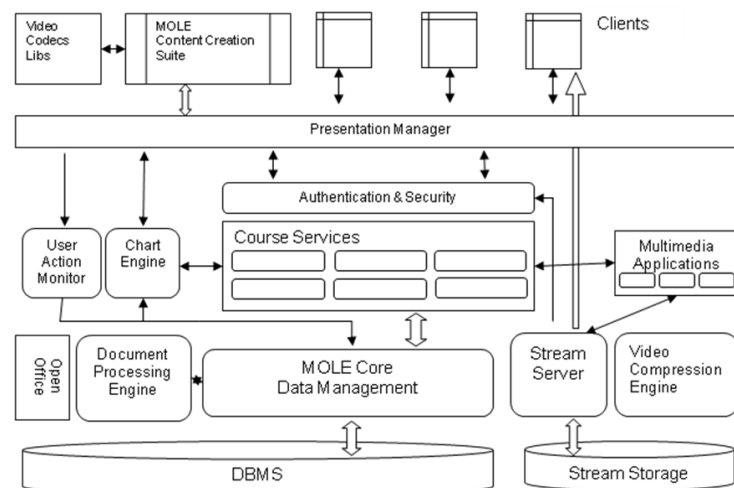 Video
Codecs
Libs
MOLE
Content Creation
Suite
Clients
Presentation Manager
Authentication & Security
User
Action
Monitor
Chart
Engine
Course Services
Multimedia
Applications
Open
Office
Document
Processing
Engine
MOLE Core
Data Management
Stream
Server
Video
Compression
Engine
DBMS
Stream Storage